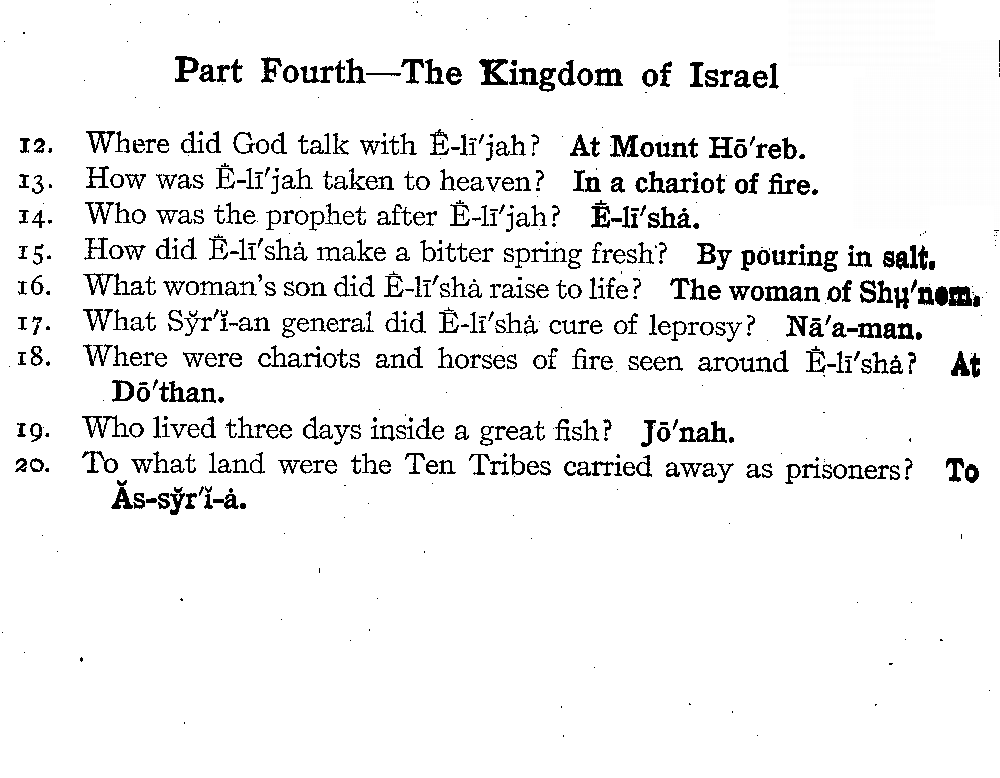 Part Fourth—The Kingdom of Israel
12. Where did God talk with Ê-lī′jah? At Mount Hō′reb.
13. How was Ê-lī′jah taken to heaven? In a chariot of fire.
14. Who was the prophet after Ê-lī′jah? Ê-lī′shȧ.
15. How did Ê-lī′shȧ make a bitter spring fresh? By pouring in salt.
16. What woman's son did Ê-lī′shȧ raise to life? The woman of Shṳ′nem.
17. What Sy̆r′ĭ-an general did Ê-lī′shȧ cure of leprosy? Nā′a-man.
18. Where were chariots and horses of fire seen around Ê-lī′shȧ? At
Dō′than.
19. Who lived three days inside a great fish? Jō′nah.
20. To what land were the Ten Tribes carried away as prisoners? To
Ăs-sy̆r′ĭ-ȧ.